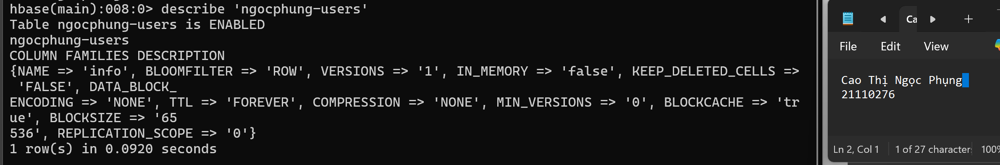 hbase(main):008:0> describe 'ngocphung-users'
Table ngocphung-users is ENABLED
ngocphung-users
COLUMN FAMILIES DESCRIPTION
{NAME => 'info', BLOOMFILTER => 'ROW', VERSIONS => '1', IN_MEMORY => 'false', KEEP_DELETED_CELLS =>
 'FALSE', DATA_BLOCK_
ENCODING => 'NONE', TTL => 'FOREVER', COMPRESSION => 'NONE', MIN_VERSIONS => '0', BLOCKCACHE => 'tr
ue', BLOCKSIZE => '65
536', REPLICATION_SCOPE => '0'}
1 row(s) in 0.0920 seconds
Ca
File Edit View
Cao Thị Ngọc Phụng
21110276
Ln 2, Col 1 1 of 27 character 100%